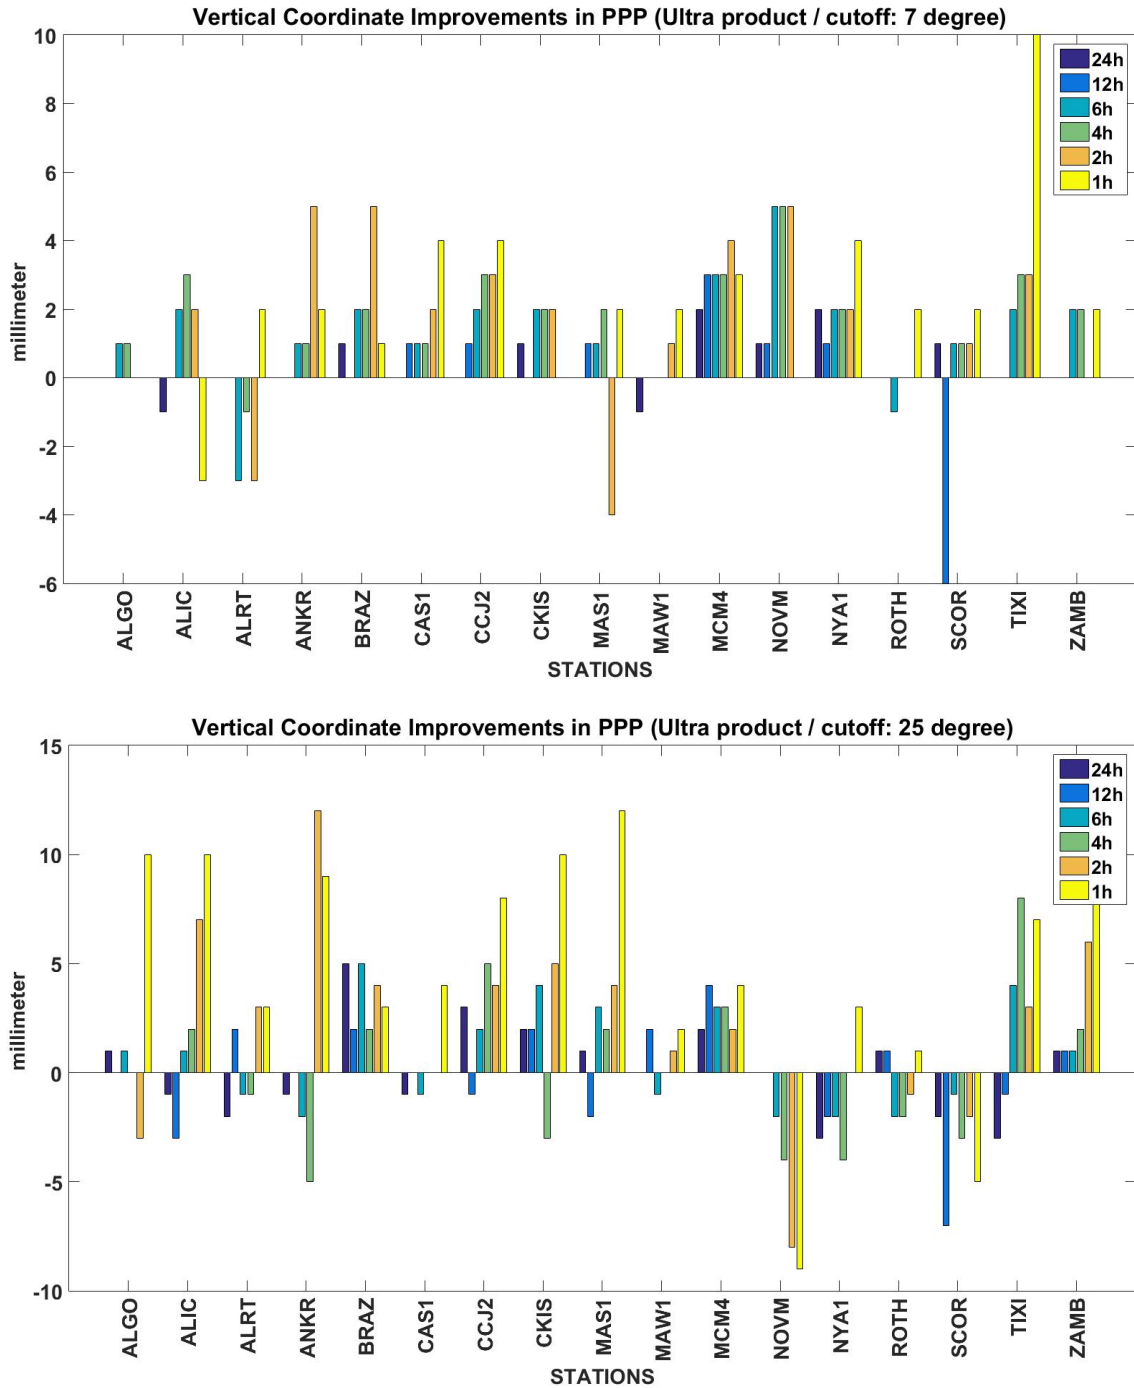 Vertical Coordinate Improvements in PPP (Ultra product / cutoff: 7 degree)
10
8
6
4
2
0
-2
-4
-6
millimeter
24h
12h
6h
4h
2h
1h
ALGO
ALIC
ALRT
ANKR
BRAZ
CAS1
CCJ2
CKIS
MAS1
MAW1
MCM4
NOVM
NYA1
ROTH
SCOR
TIXI
ZAMB
STATIONS
Vertical Coordinate Improvements in PPP (Ultra product / cutoff: 25 degree)
15
10
5
0
-5
-10
millimeter
24h
12h
6h
4h
2h
1h
ALGO
ALIC
ALRT
ANKR
BRAZ
CAS1
CCJ2
CKIS
MAS1
MAW1
MCM4
NOVM
NYA1
ROTH
SCOR
TIXI
ZAMB
STATIONS